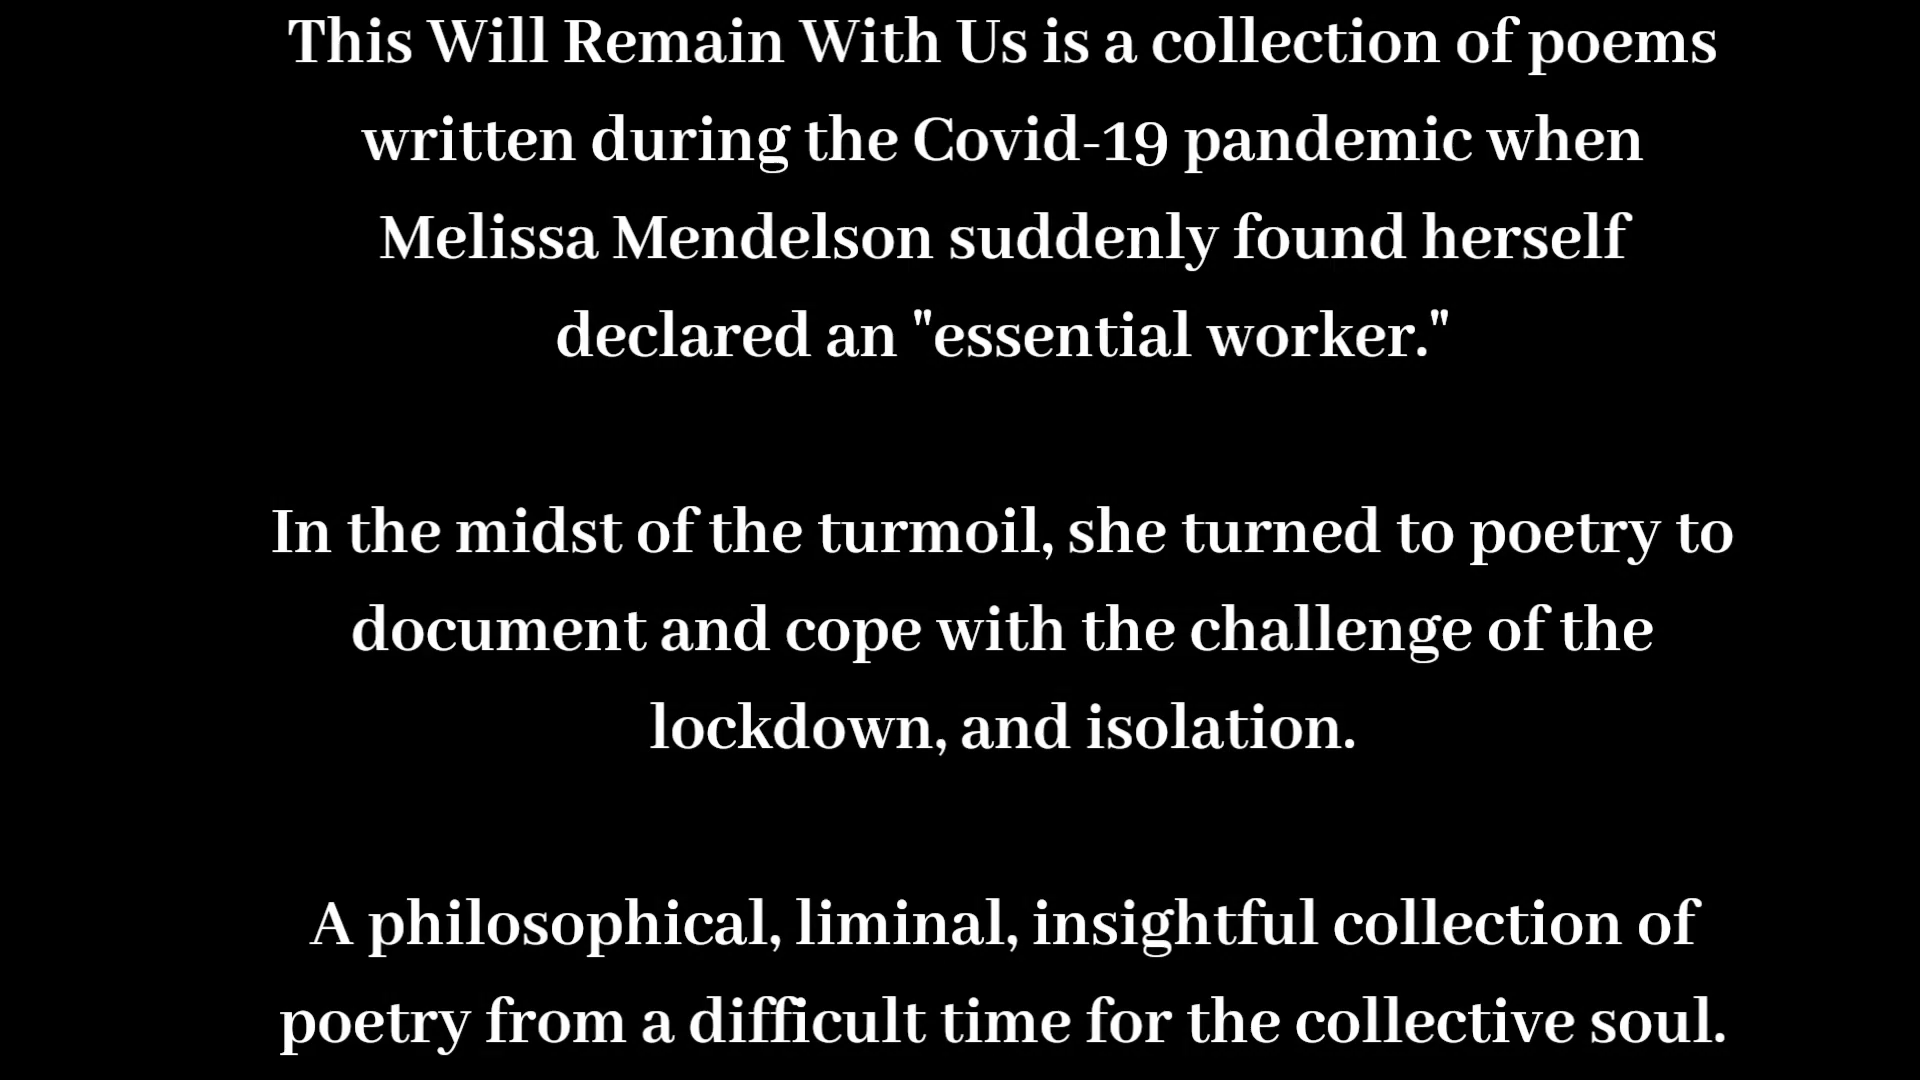 This Will Remain With Us is a collection of poems
written during the Covid-19 pandemic when
Melissa Mendelson suddenly found herself
declared an "essential worker."
In the midst of the turmoil, she turned to poetry to
document and cope with the challenge of the
lockdown, and isolation.
A philosophical, liminal, insightful collection of
poetry from a difficult time for the collective soul.